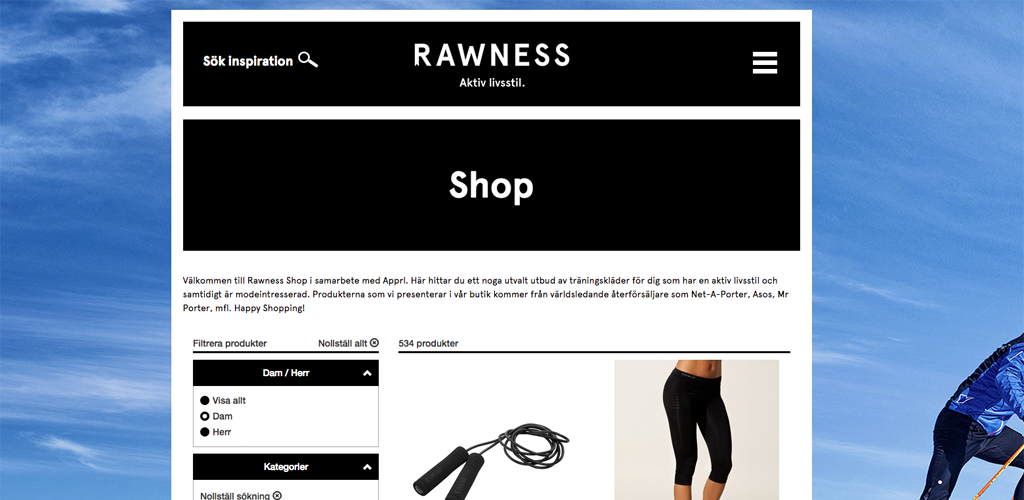 Sök inspiration
RAWNESS
Aktiv livsstil.
Shop
Välkommen till Rawness Shop i samarbete med Apprl. Här hittar du ett noga utvalt utbud av träningskläder för dig som har en aktiv livsstil och
samtidigt är modeintresserad. Produkterna som vi presenterar i vår butik kommer från världsledande återförsäljare som Net-A-Porter, Asos, Mr
Porter, mfl. Happy Shopping!
Filtrera produkter
Nollställ allt
534 produkter
Dam / Herr
Visa allt
Dam
Herr
Kategorier
Nollställ sökning